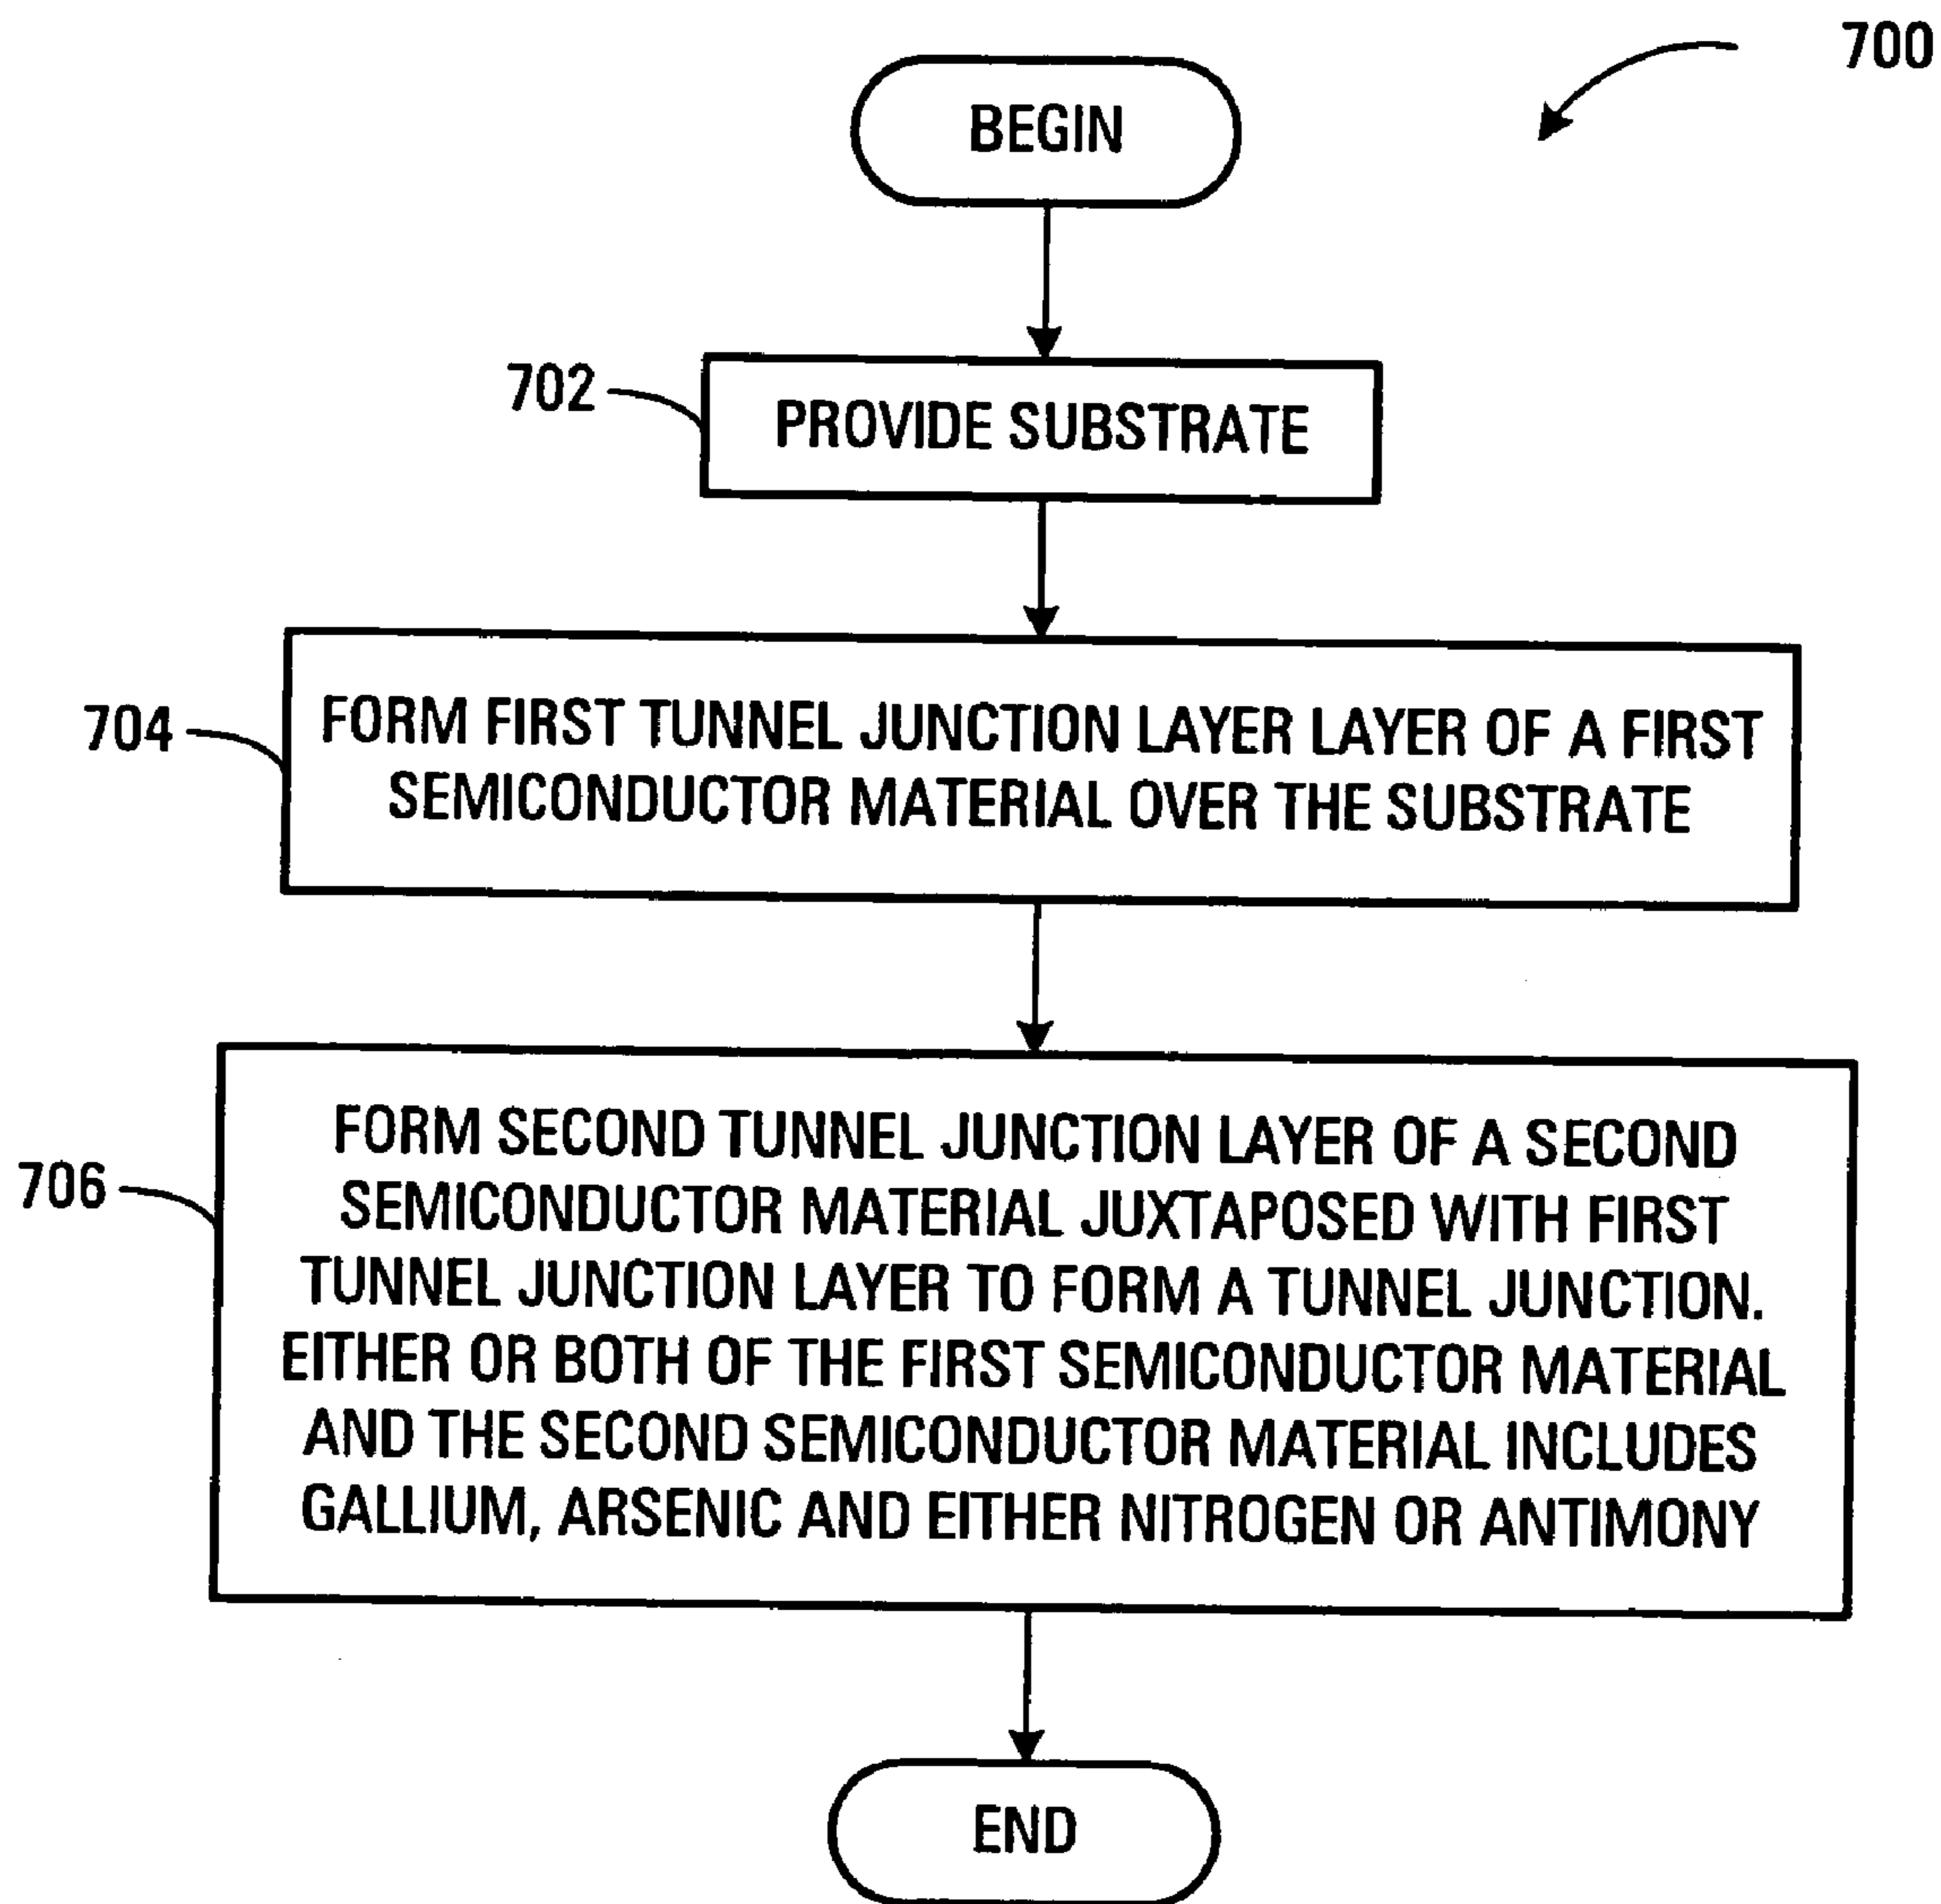 700
BEGIN
702
PROVIDE SUBSTRATE
704
FORM FIRST TUNNEL JUNCTION LAYER LAYER OF A FIRST
SEMICONDUCTOR MATERIAL OVER THE SUBSTRATE
706
FORM SECOND TUNNEL JUNCTION LAYER OF A SECOND
SEMICONDUCTOR MATERIAL JUXTAPOSED WITH FIRST
TUNNEL JUNCTION LAYER TO FORM A TUNNEL JUNCTION.
EITHER OR BOTH OF THE FIRST SEMICONDUCTOR MATERIAL
AND THE SECOND SEMICONDUCTOR MATERIAL INCLUDES
GALLIUM, ARSENIC AND EITHER NITROGEN OR ANTIMONY
END